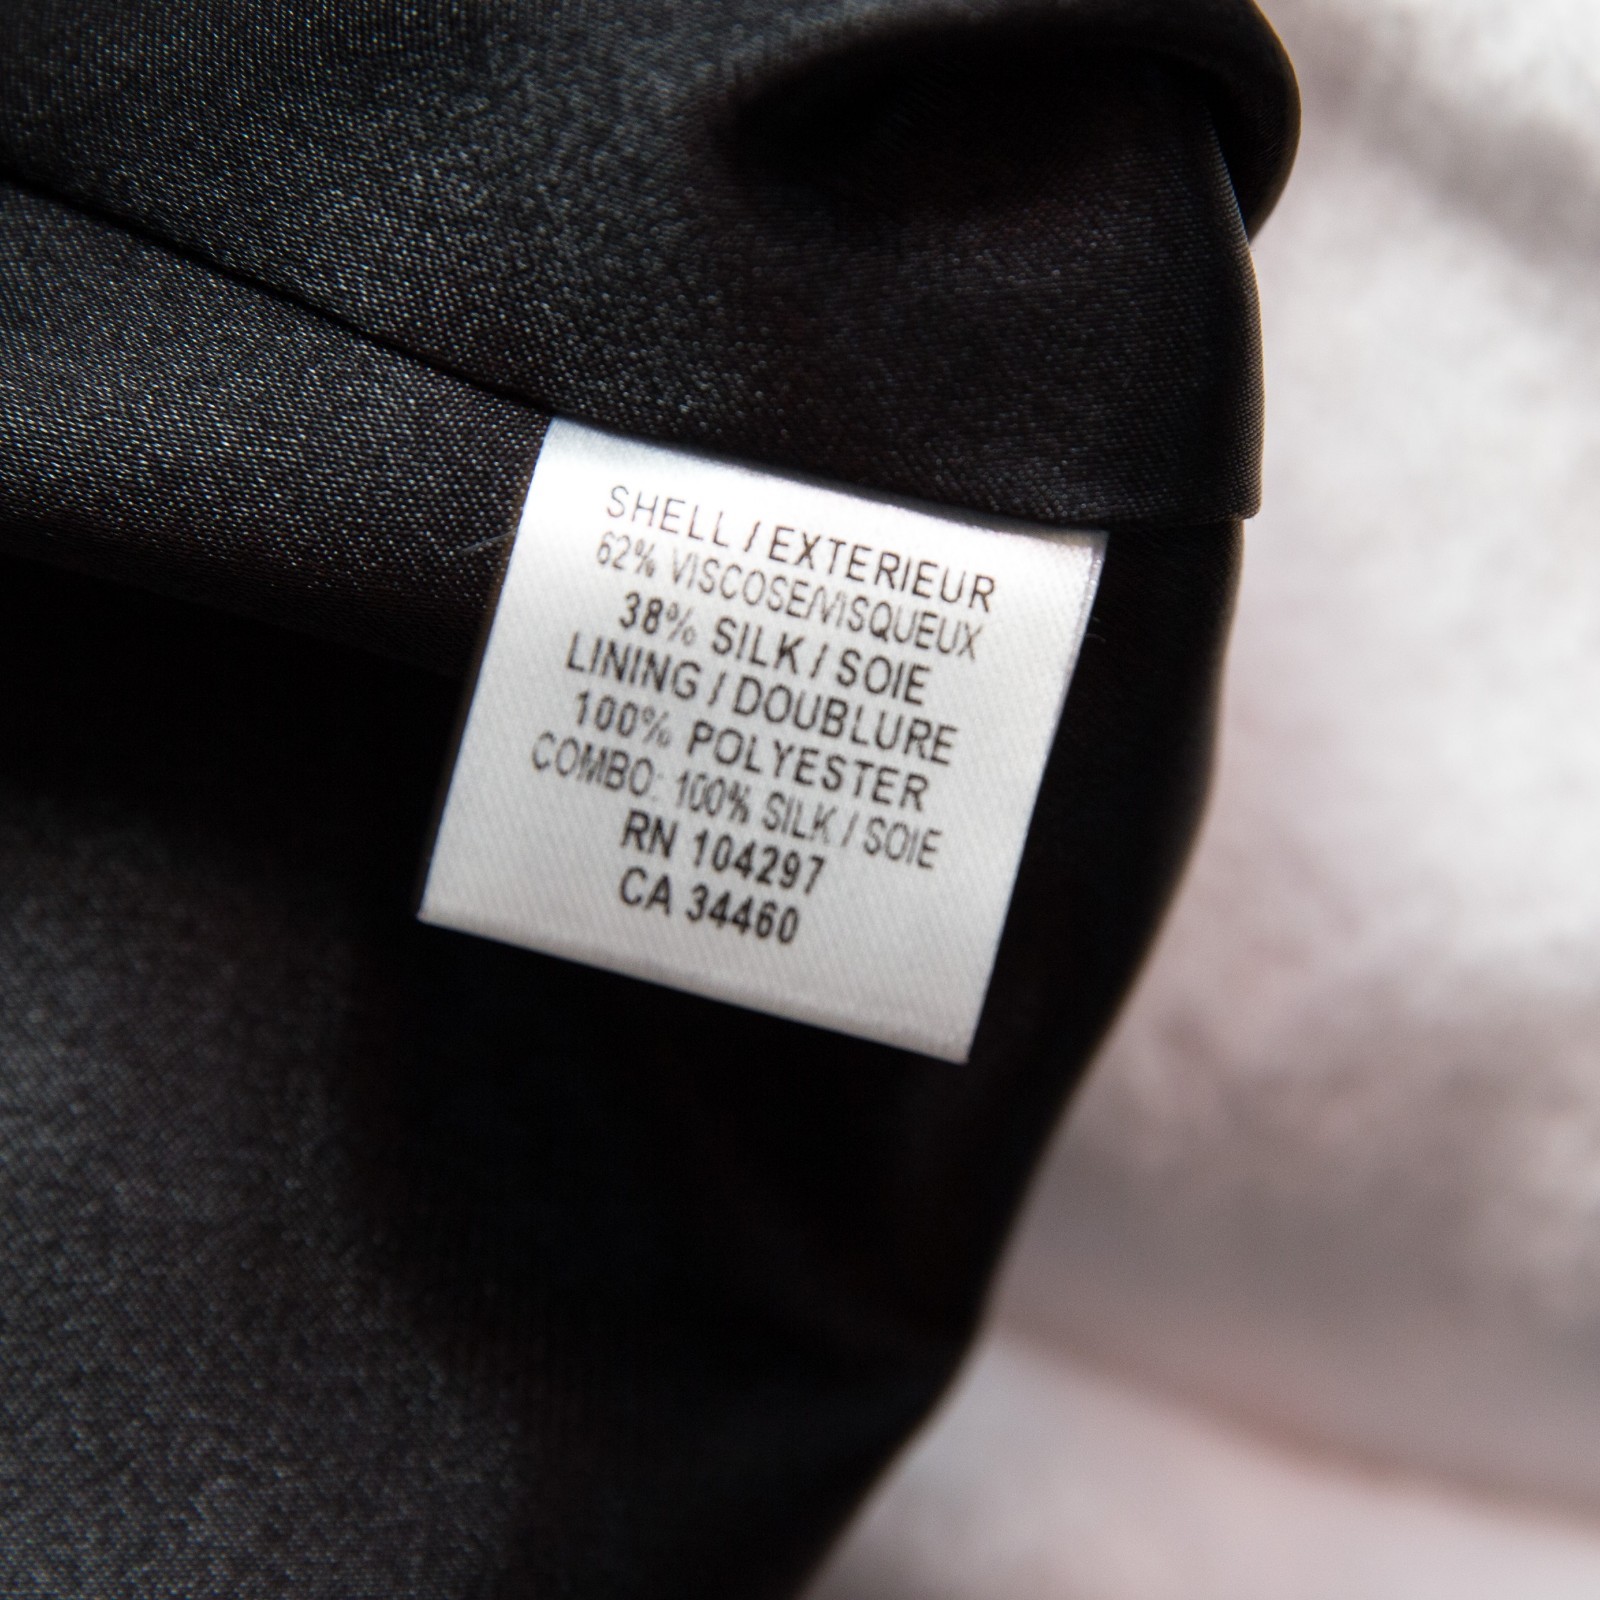 SHELL / EXTERIEUR
62% VISCOSE/VISQUEUX
38% SILK / SOIE
LINING / DOUBLURE
100% POLYESTER
COMBO: 100% SILK / SOIE
RN 104297
CA 34460